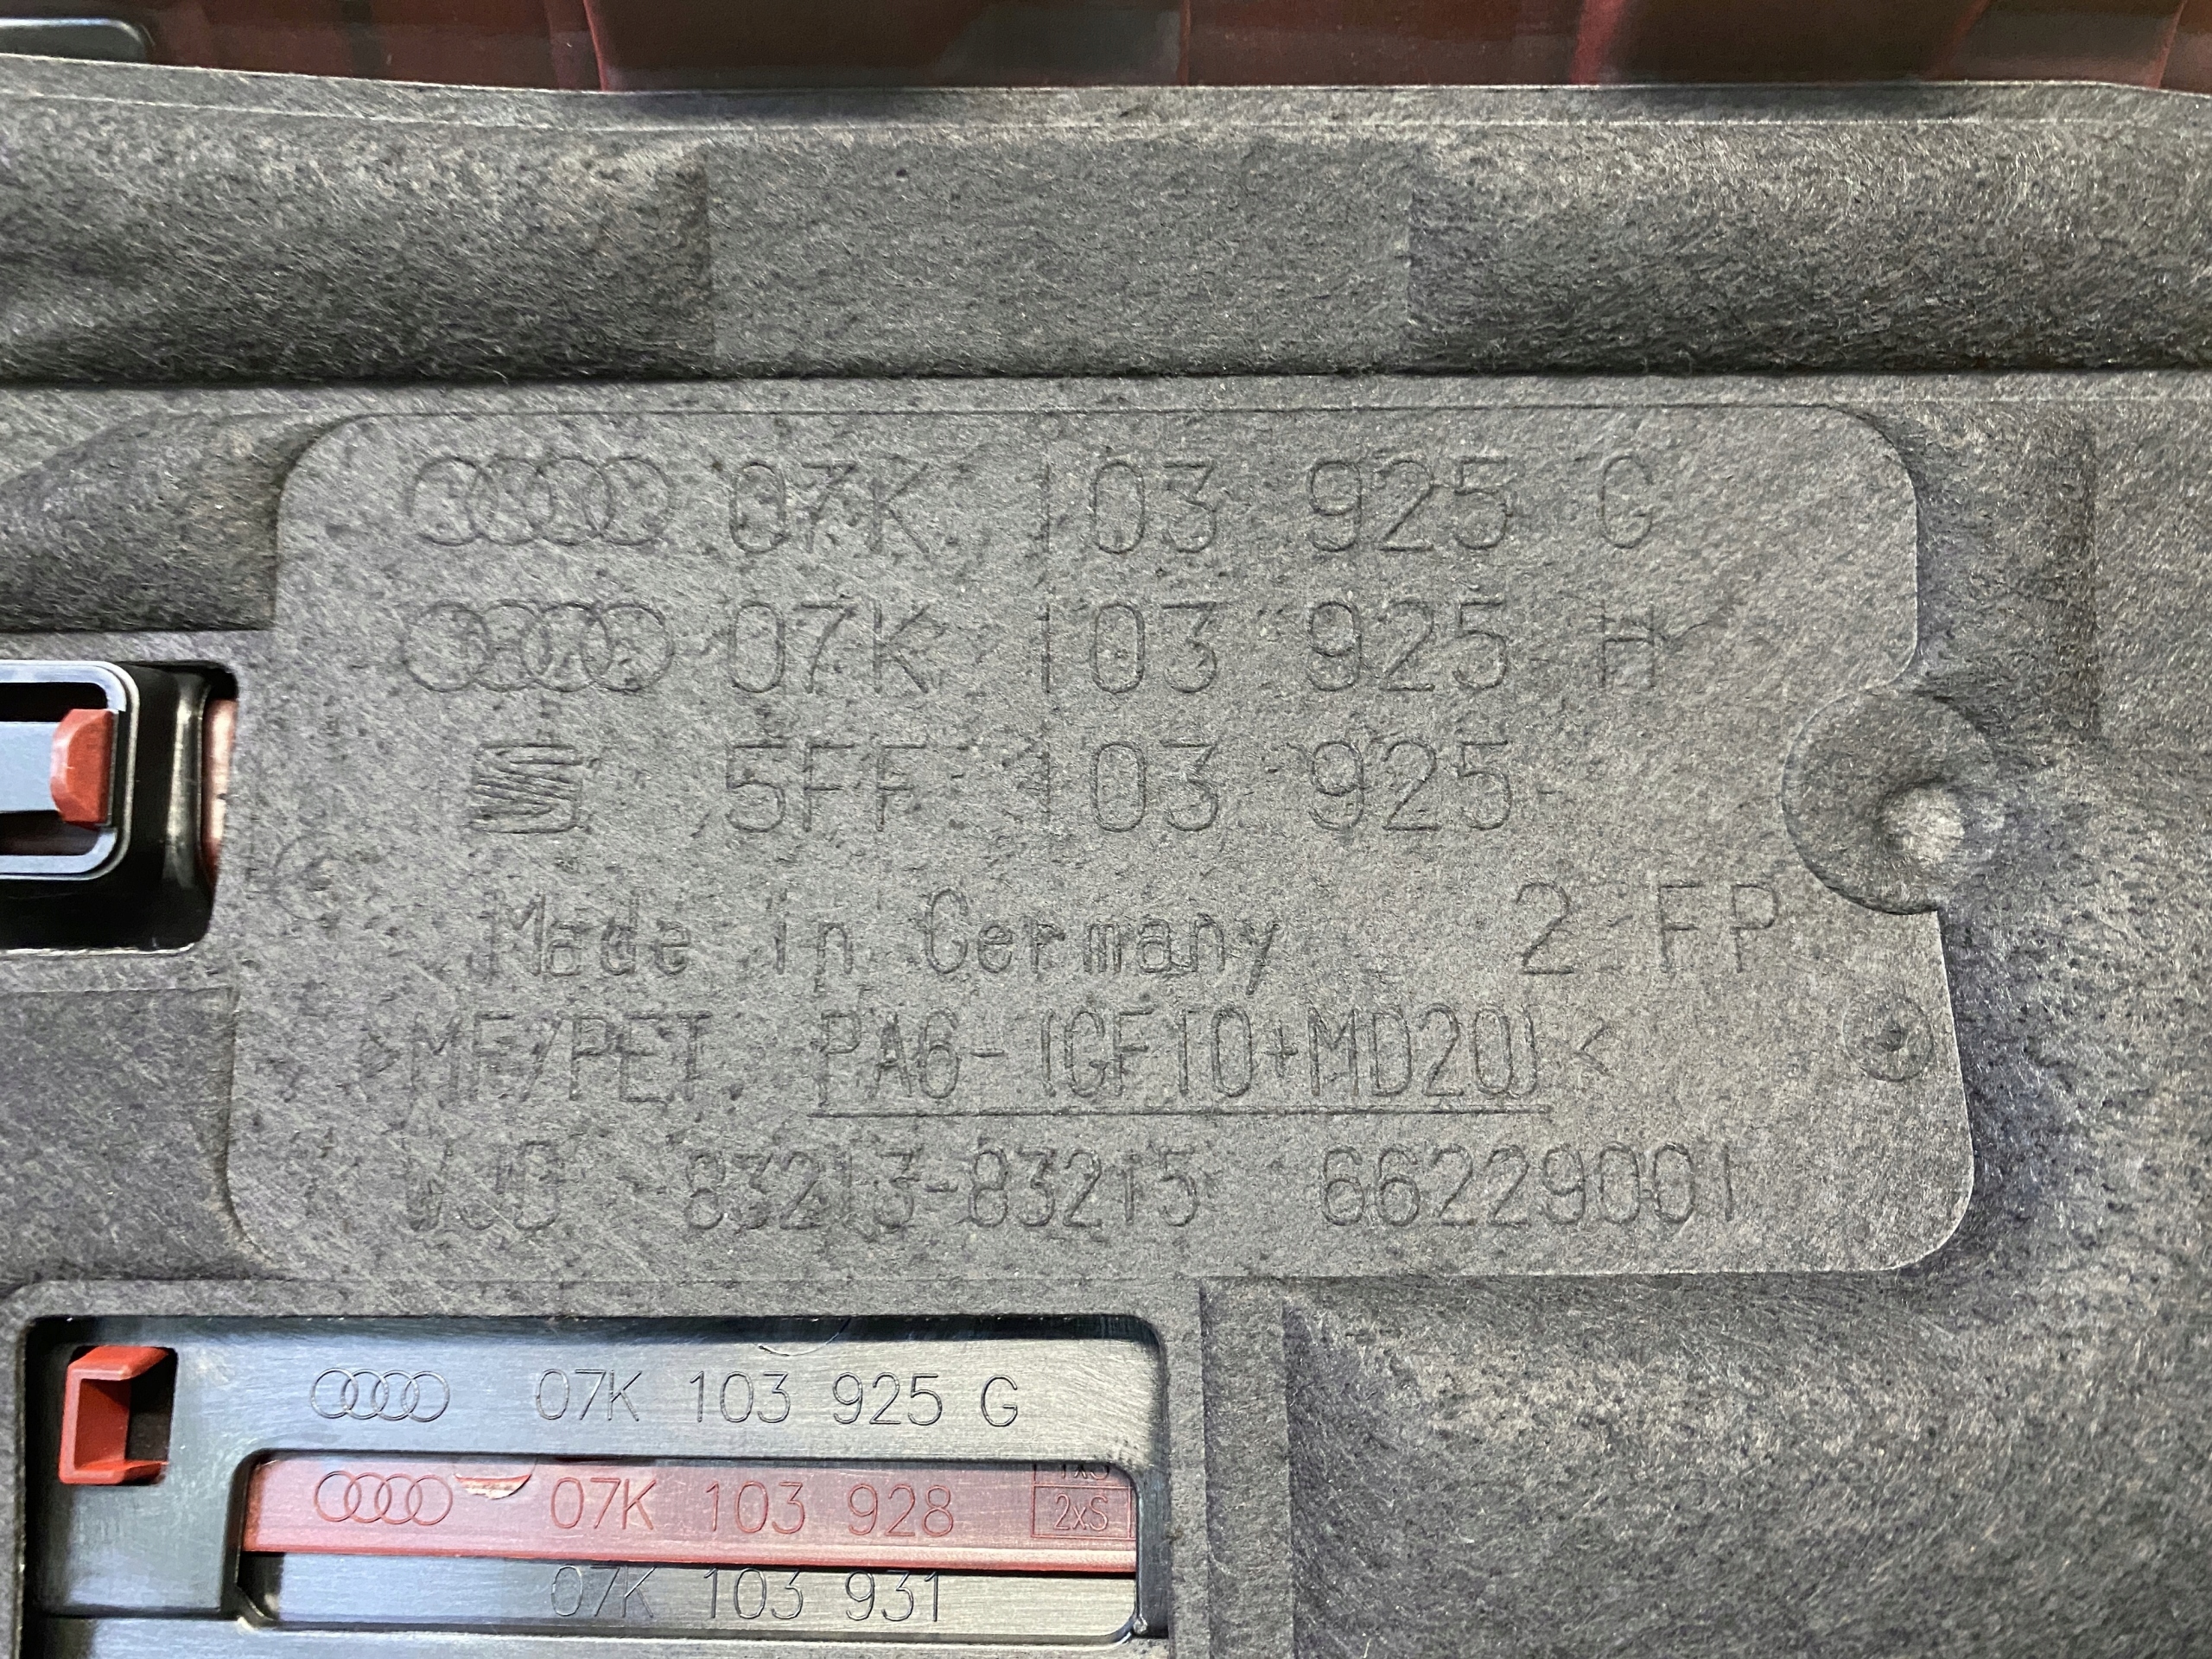 07K 103 925 G
07K 103 925 H
5FF 103 925
Made in Germany 2 FP
>MF/PET. PA6-(GF10+MD20)<
83213-83215 66229001
07K 103 925 G
07K 103 928 2xS
07K 103 931